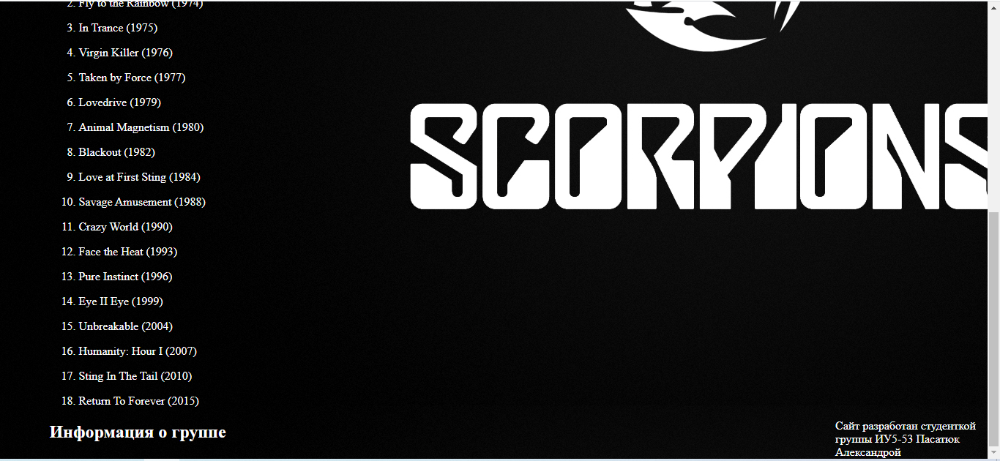 2. Fly to the Rainbow (1974)
3. In Trance (1975)
4. Virgin Killer (1976)
5. Taken by Force (1977)
6. Lovedrive (1979)
7. Animal Magnetism (1980)
8. Blackout (1982)
9. Love at First Sting (1984)
10. Savage Amusement (1988)
11. Crazy World (1990)
12. Face the Heat (1993)
13. Pure Instinct (1996)
14. Eye II Eye (1999)
15. Unbreakable (2004)
16. Humanity: Hour I (2007)
17. Sting In The Tail (2010)
18. Return To Forever (2015)
SCORPIONS
Информация о группе
Сайт разработан студенткой
группы ИУ5-53 Пасатюк
Александрой